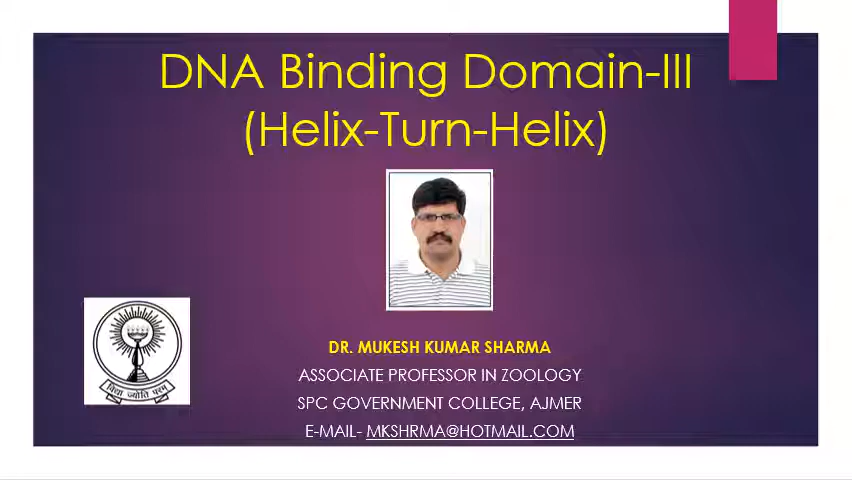 DNA Binding Domain-III
(Helix-Turn-Helix)
विद्या ज्योति परम्
DR. MUKESH KUMAR SHARMA
ASSOCIATE PROFESSOR IN ZOOLOGY
SPC GOVERNMENT COLLEGE, AJMER
E-MAIL- MKSHRMA@HOTMAIL.COM